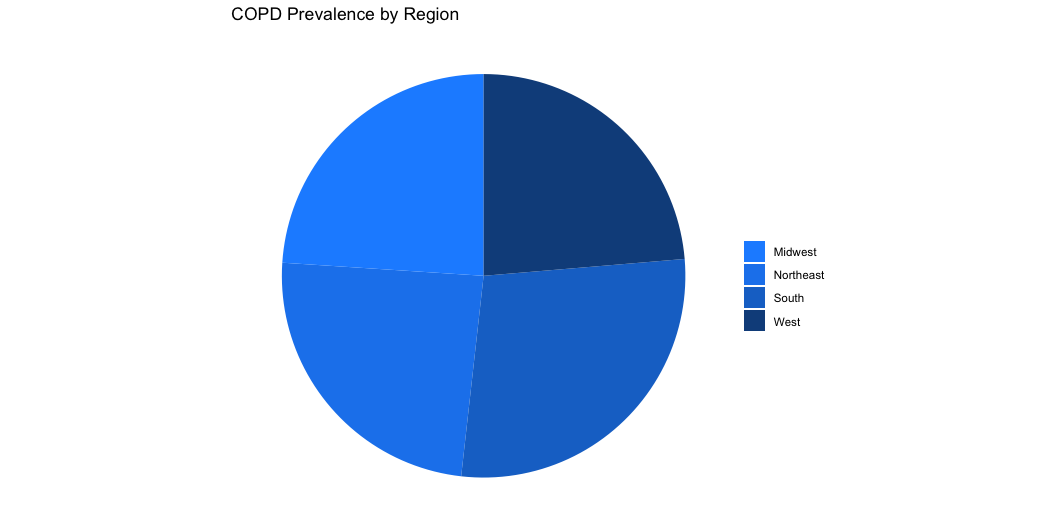 COPD Prevalence by Region
Midwest
Northeast
South
West